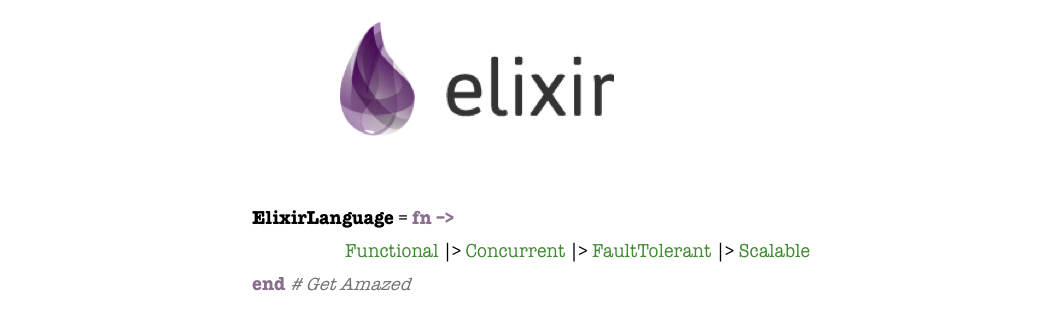 elixir
ElixirLanguage = fn ->
Functional |> Concurrent |> FaultTolerant |> Scalable
end # Get Amazed